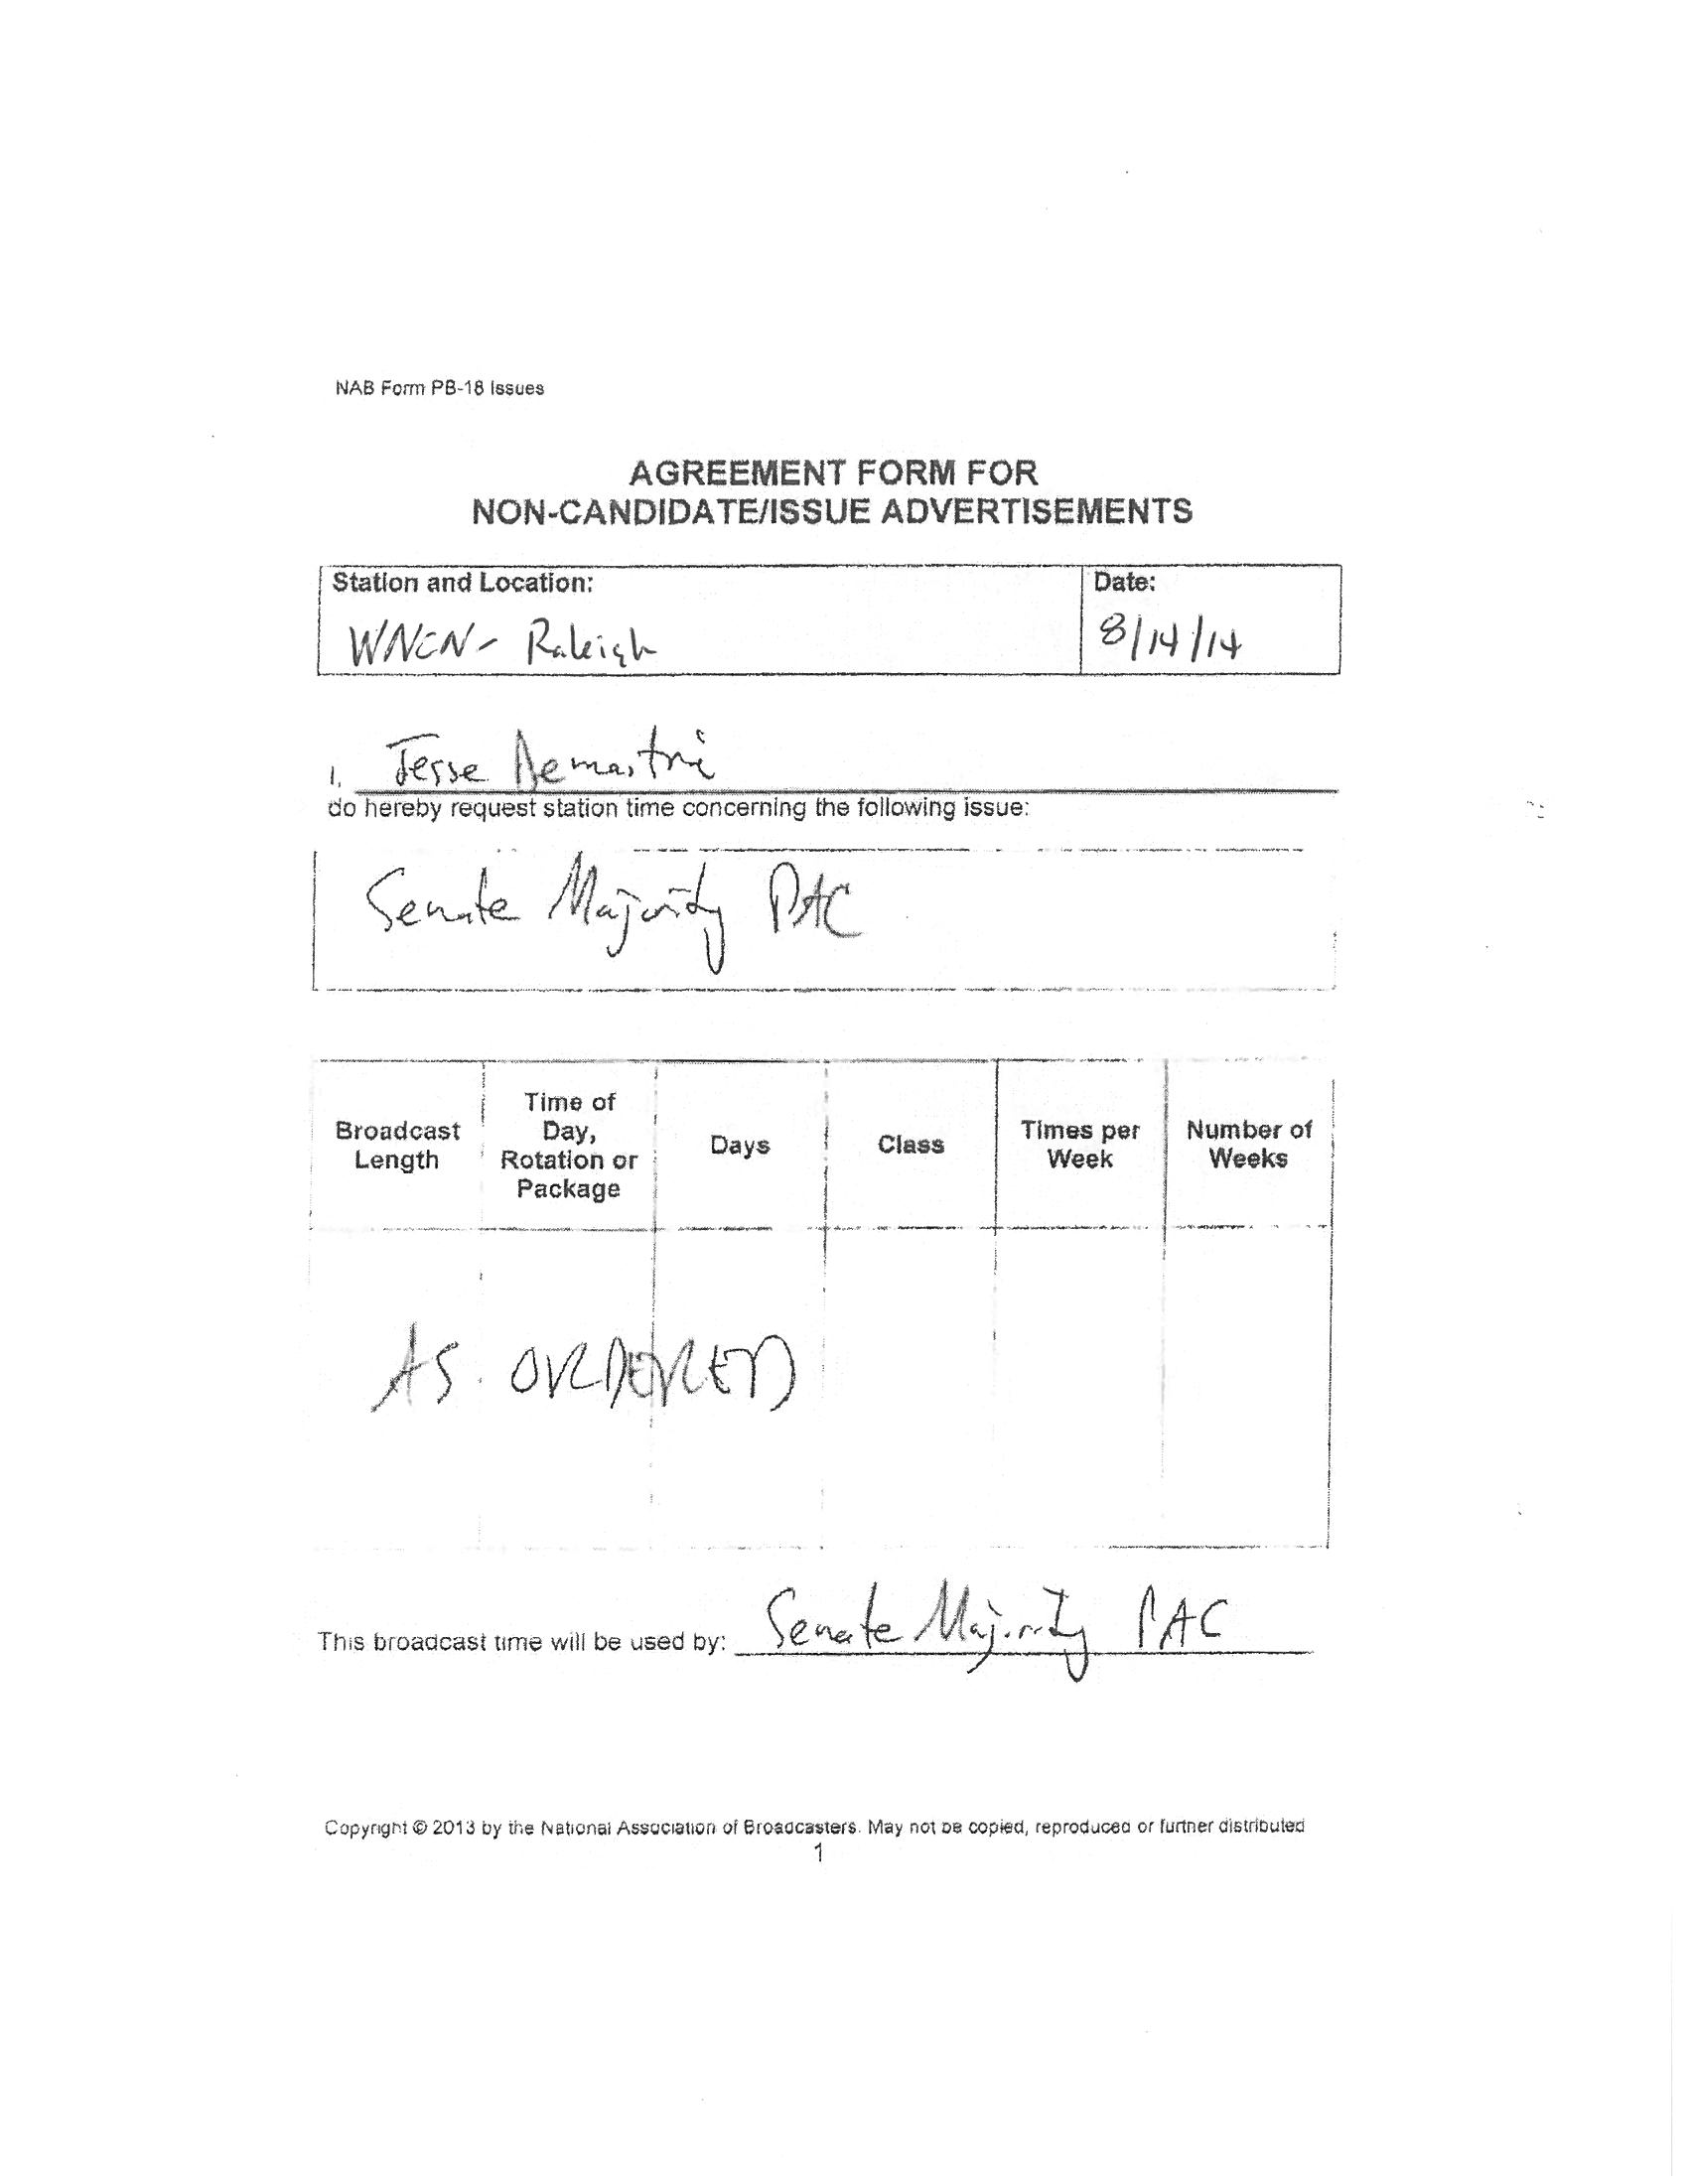 NAB Form PB-18 Issues
AGREEMENT FORM FOR
NON-CANDIDATE/ISSUE ADVERTISEMENTS
Station and Location:
Date:
WNCN - Raleigh
8/14/14
I, Jesse Demastrie
do hereby request station time concerning the following issue:
Senate Majority PAC
Broadcast Length
Time of Day, Rotation or Package
Days
Class
Times per Week
Number of Weeks
AS ORDERED
This broadcast time will be used by: Senate Majority PAC
Copyright © 2013 by the National Association of Broadcasters. May not be copied, reproduced or further distributed
1